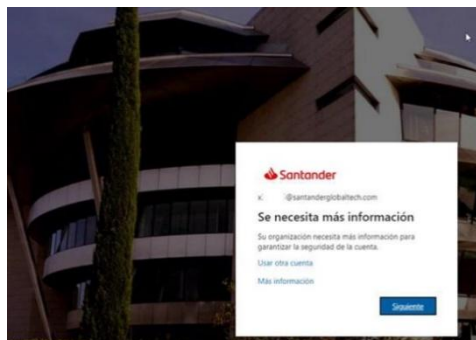 Santander
x. @santanderglobaltech.com
Se necesita más información
Su organización necesita más información para
garantizar la seguridad de la cuenta.
Usar otra cuenta
Más información
Siguiente